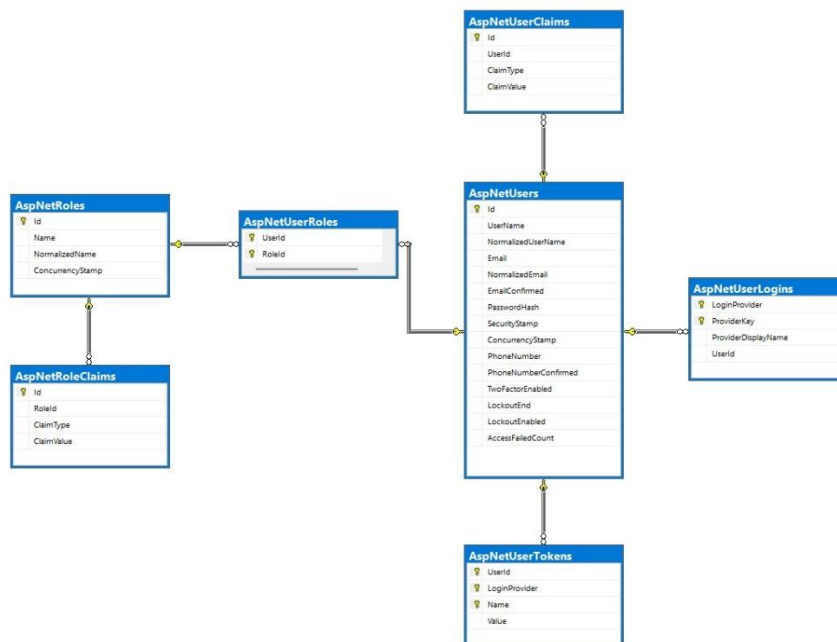 AspNetUserClaims
Id
UserId
ClaimType
ClaimValue
AspNetRoles
Id
Name
NormalizedName
ConcurrencyStamp
AspNetUserRoles
UserId
RoleId
AspNetUsers
Id
UserName
NormalizedUserName
Email
NormalizedEmail
EmailConfirmed
PasswordHash
SecurityStamp
ConcurrencyStamp
PhoneNumber
PhoneNumberConfirmed
TwoFactorEnabled
LockoutEnd
LockoutEnabled
AccessFailedCount
AspNetUserLogins
LoginProvider
ProviderKey
ProviderDisplayName
UserId
AspNetRoleClaims
Id
RoleId
ClaimType
ClaimValue
AspNetUserTokens
UserId
LoginProvider
Name
Value